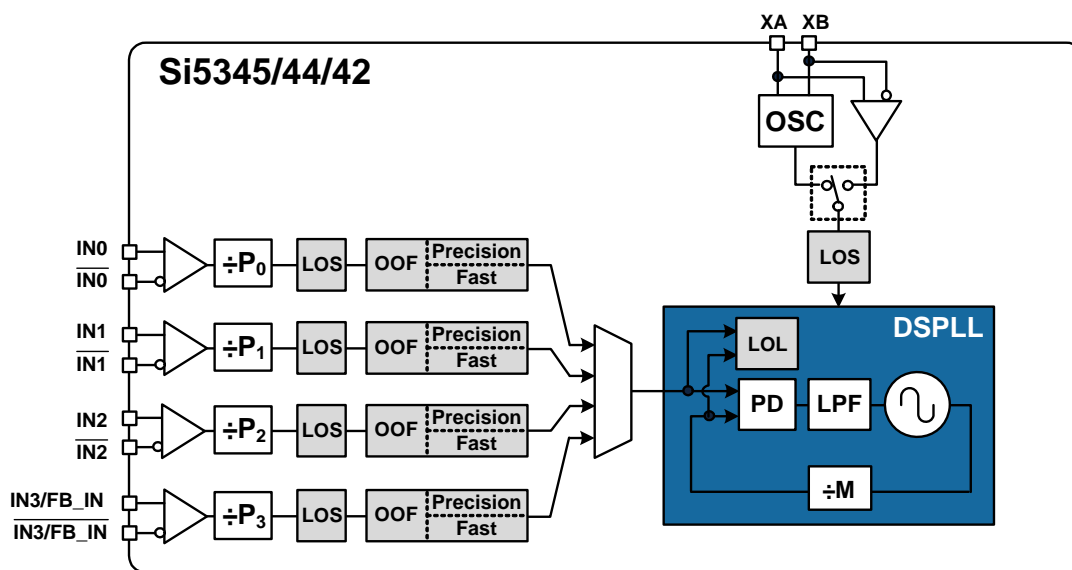 XA XB
Si5345/44/42
OSC
LOS
IN0
IN0
÷P0
LOS
OOF
Precision
Fast
IN1
IN1
÷P1
LOS
OOF
Precision
Fast
IN2
IN2
÷P2
LOS
OOF
Precision
Fast
IN3/FB_IN
IN3/FB_IN
÷P3
LOS
OOF
Precision
Fast
DSPLL
LOL
PD
LPF
÷M